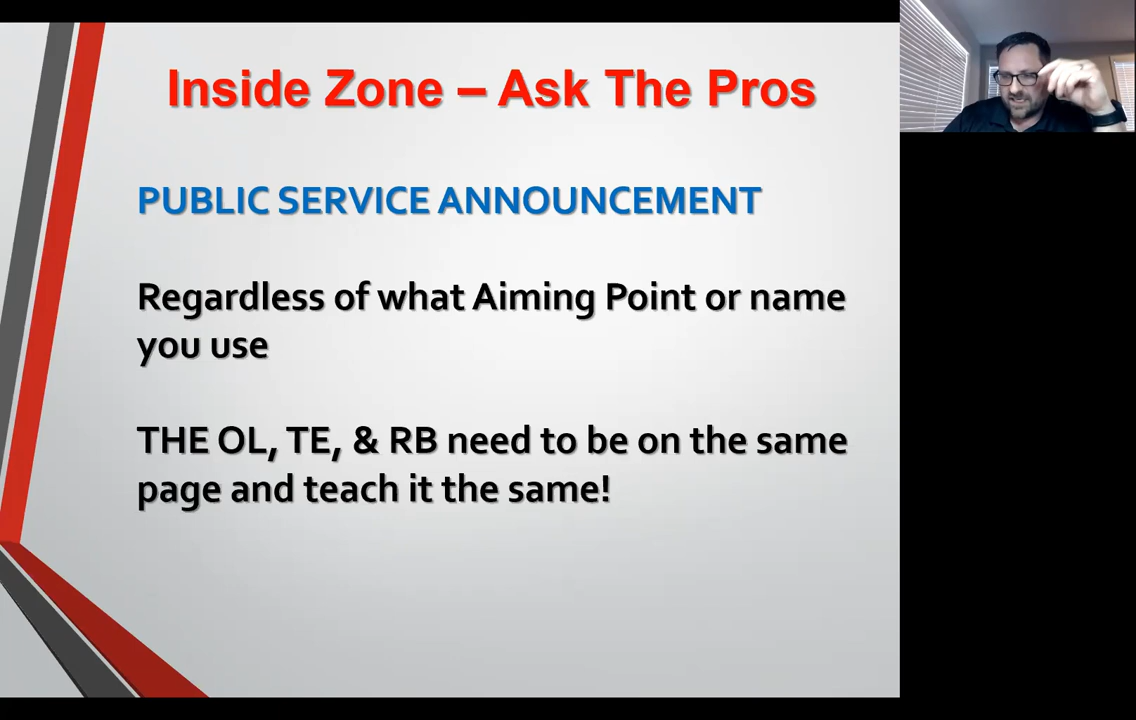 Inside Zone – Ask The Pros
PUBLIC SERVICE ANNOUNCEMENT
Regardless of what Aiming Point or name
you use
THE OL, TE, & RB need to be on the same
page and teach it the same!